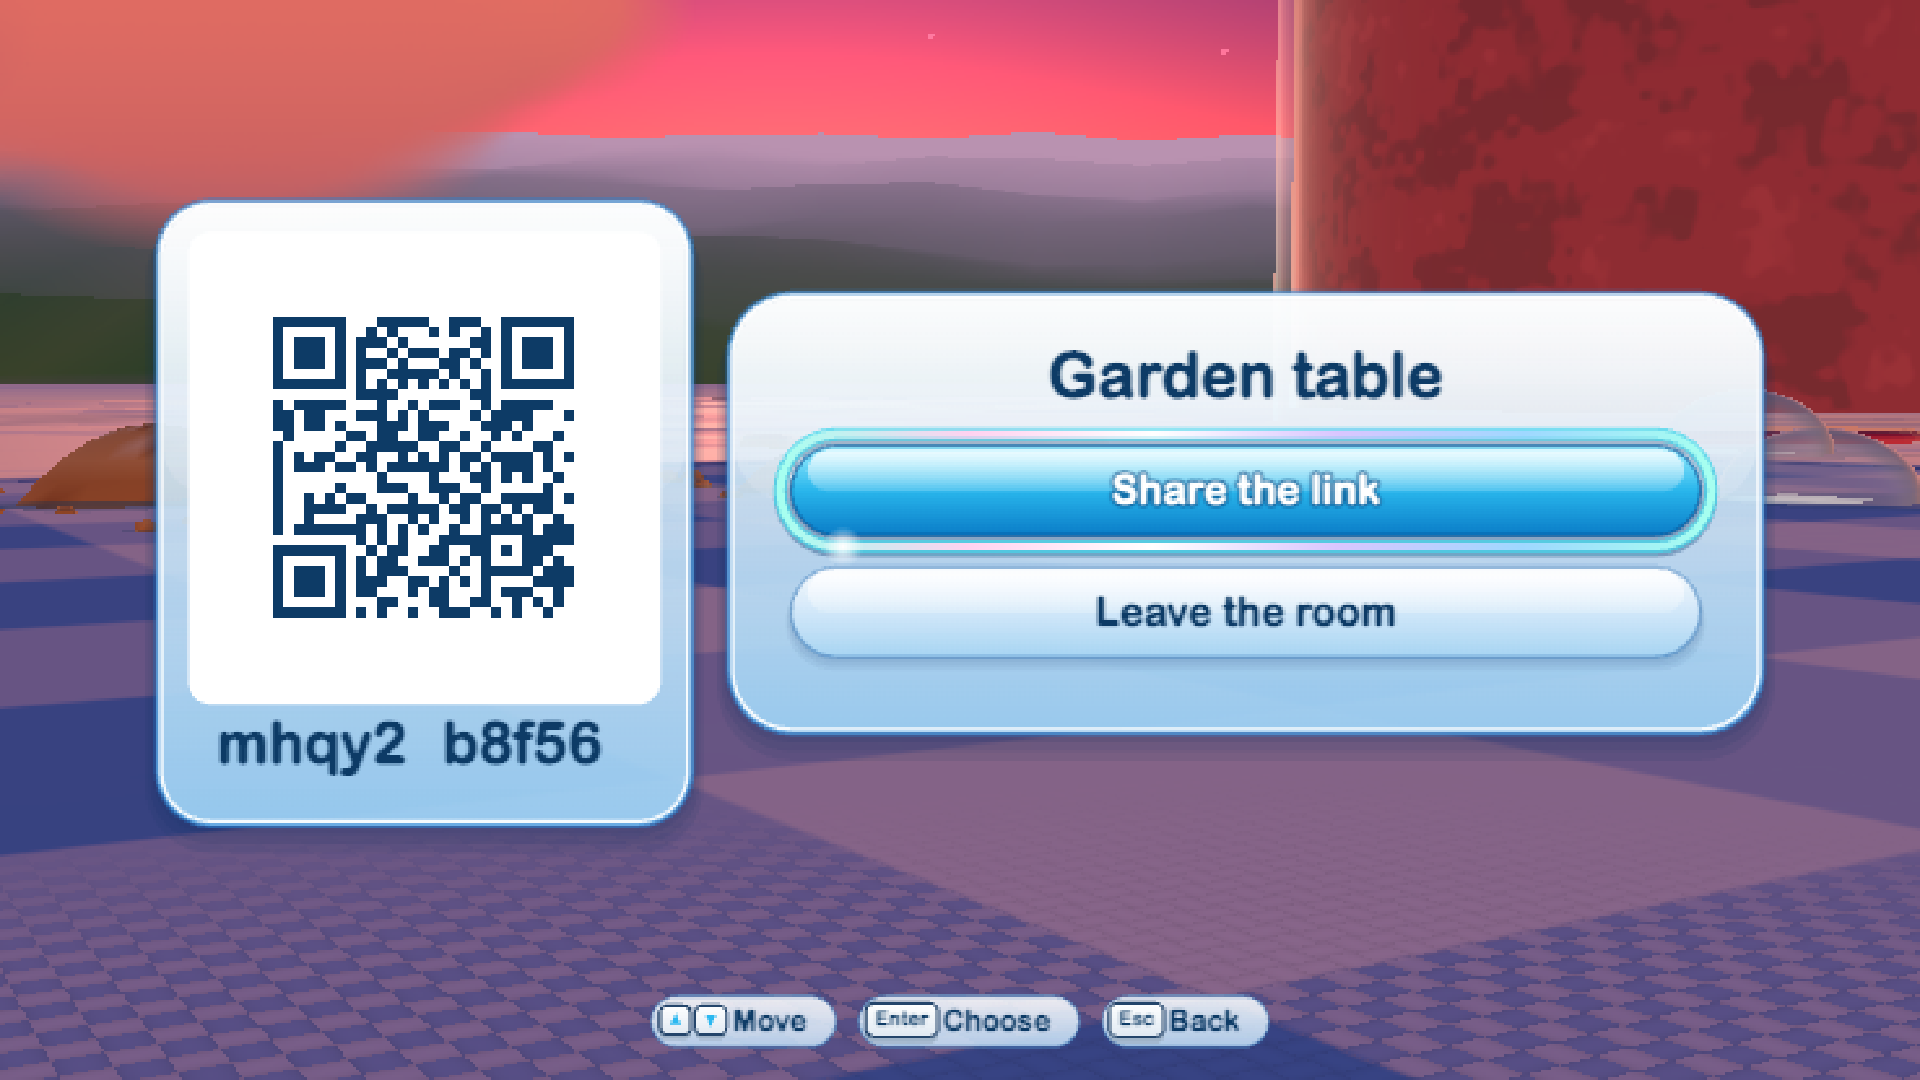 mhqy2 b8f56
Garden table
Share the link
Leave the room
Move
Enter Choose
Esc Back